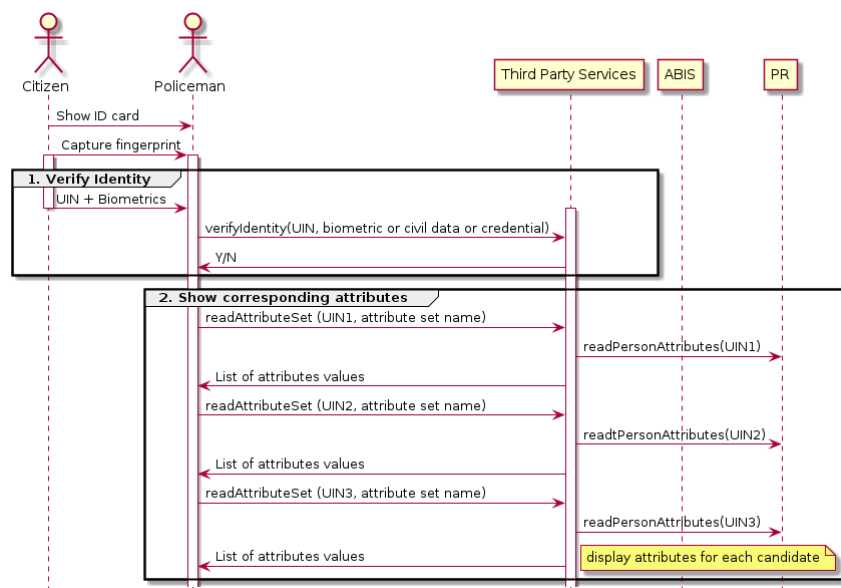 Citizen
Policeman
Third Party Services
ABIS
PR
Show ID card
Capture fingerprint
1. Verify Identity
UIN + Biometrics
verifyIdentity(UIN, biometric or civil data or credential)
Y/N
2. Show corresponding attributes
readAttributeSet (UIN1, attribute set name)
readPersonAttributes(UIN1)
List of attributes values
readAttributeSet (UIN2, attribute set name)
readtPersonAttributes(UIN2)
List of attributes values
readAttributeSet (UIN3, attribute set name)
readPersonAttributes(UIN3)
List of attributes values
display attributes for each candidate